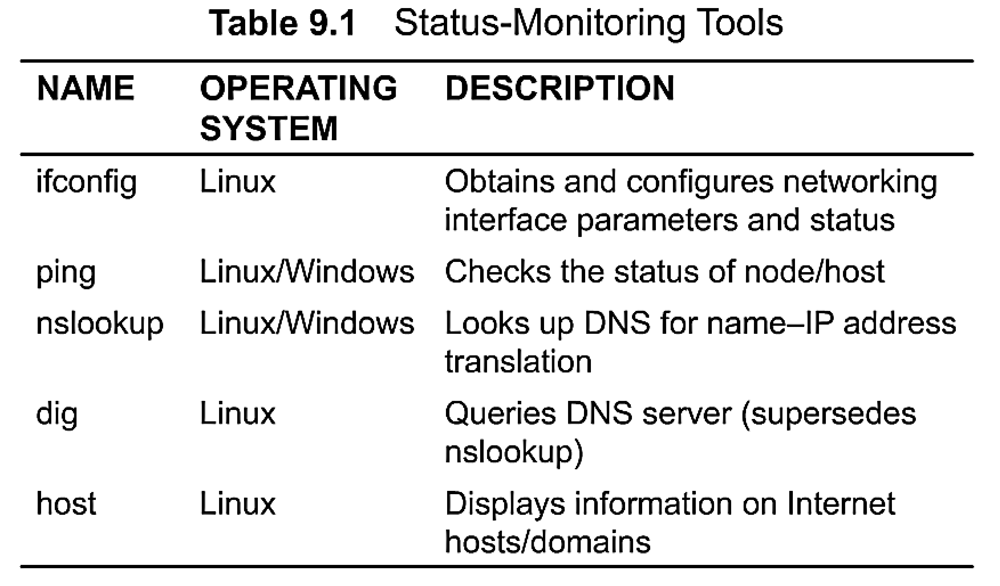 Table 9.1 Status-Monitoring Tools
NAME OPERATING DESCRIPTION
SYSTEM
ifconfig Linux Obtains and configures networking
interface parameters and status
ping Linux/Windows Checks the status of node/host
nslookup Linux/Windows Looks up DNS for name–IP address
translation
dig Linux Queries DNS server (supersedes
nslookup)
host Linux Displays information on Internet
hosts/domains